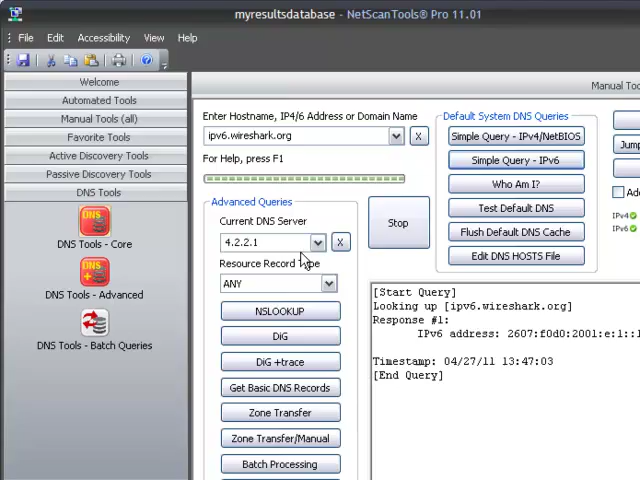 myresultsdatabase - NetScanTools® Pro 11.01
File Edit Accessibility View Help
Welcome
Automated Tools
Manual Tools (all)
Favorite Tools
Active Discovery Tools
Passive Discovery Tools
DNS Tools
DNS Tools - Core
DNS Tools - Advanced
DNS Tools - Batch Queries
Manual Too
Enter Hostname, IP4/6 Address or Domain Name
ipv6.wireshark.org
X
For Help, press F1
Advanced Queries
Current DNS Server
4.2.2.1
X
Resource Record Type
ANY
NSLOOKUP
DiG
DiG +trace
Get Basic DNS Records
Zone Transfer
Zone Transfer/Manual
Batch Processing
Stop
Default System DNS Queries
Simple Query - IPv4/NetBIOS
Simple Query - IPv6
Who Am I?
Test Default DNS
Flush Default DNS Cache
Edit DNS HOSTS File
Jump
Ad
IPv4
IPv6
[Start Query]
Looking up [ipv6.wireshark.org]
Response #1:
IPv6 address: 2607:f0d0:2001:e:1::1
Timestamp: 04/27/11 13:47:03
[End Query]